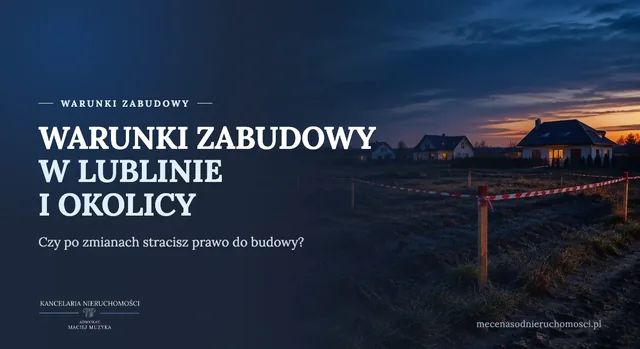 WARUNKI ZABUDOWY
WARUNKI ZABUDOWY
W LUBLINIE
I OKOLICY
Czy po zmianach stracisz prawo do budowy?
KANCELARIA NIERUCHOMOŚCI
ADWOKAT
MACIEJ MUZYKA
mecenasodnieruchomosci.pl